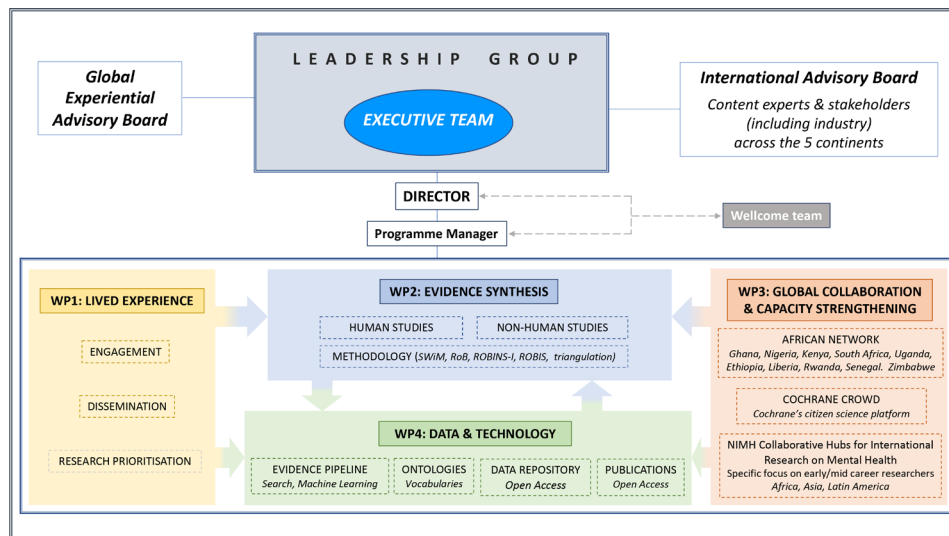 LEADERSHIP GROUP
EXECUTIVE TEAM
Global
Experiential
Advisory Board
International Advisory Board
Content experts & stakeholders
(including industry)
across the 5 continents
DIRECTOR
Programme Manager
Wellcome team
WP1: LIVED EXPERIENCE
ENGAGEMENT
DISSEMINATION
RESEARCH PRIORITISATION
WP2: EVIDENCE SYNTHESIS
HUMAN STUDIES
NON-HUMAN STUDIES
METHODOLOGY (SWiM, RoB, ROBINS-I, ROBIS, triangulation)
WP4: DATA & TECHNOLOGY
EVIDENCE PIPELINE
Search, Machine Learning
ONTOLOGIES
Vocabularies
DATA REPOSITORY
Open Access
PUBLICATIONS
Open Access
WP3: GLOBAL COLLABORATION
& CAPACITY STRENGTHENING
AFRICAN NETWORK
Ghana, Nigeria, Kenya, South Africa, Uganda,
Ethiopia, Liberia, Rwanda, Senegal. Zimbabwe
COCHRANE CROWD
Cochrane's citizen science platform
NIMH Collaborative Hubs for International
Research on Mental Health
Specific focus on early/mid career researchers
Africa, Asia, Latin America